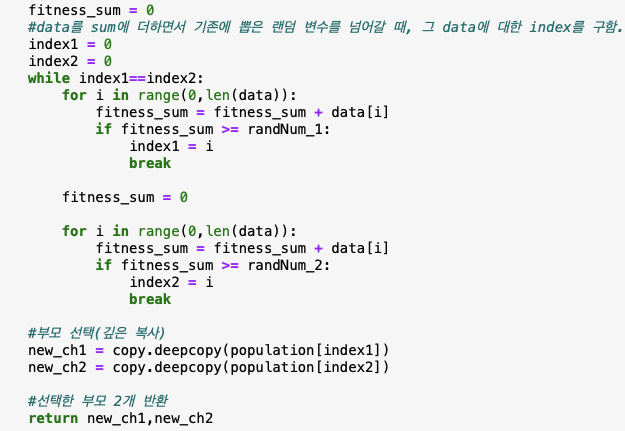 fitness_sum = 0
#data를 sum에 더하면서 기존에 뽑은 랜덤 변수를 넘어갈 때, 그 data에 대한 index를 구함.
index1 = 0
index2 = 0
while index1==index2:
    for i in range(0,len(data)):
        fitness_sum = fitness_sum + data[i]
        if fitness_sum >= randNum_1:
            index1 = i
            break
    fitness_sum = 0
    for i in range(0,len(data)):
        fitness_sum = fitness_sum + data[i]
        if fitness_sum >= randNum_2:
            index2 = i
            break
#부모 선택(깊은 복사)
new_ch1 = copy.deepcopy(population[index1])
new_ch2 = copy.deepcopy(population[index2])
#선택한 부모 2개 반환
return new_ch1,new_ch2